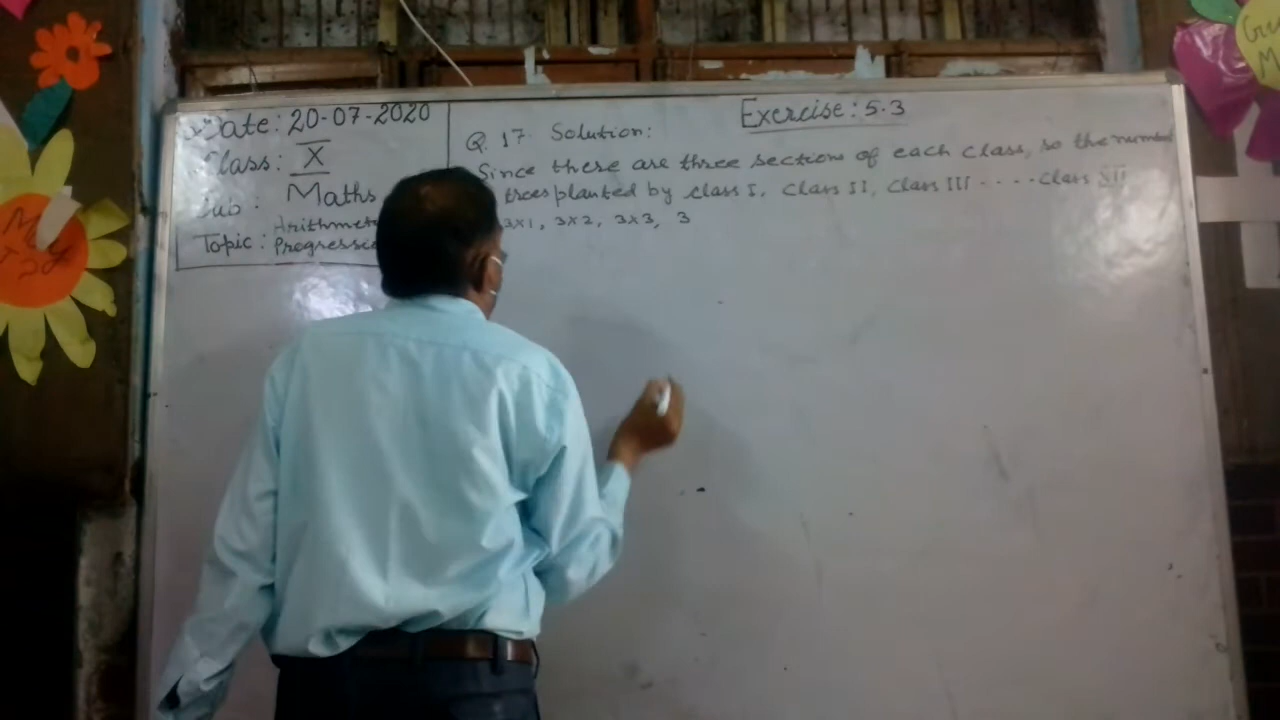 Date: 20-07-2020
Class: X
Sub: Maths
Topic: Progressio
Exercise: 5.3
Q. 17 Solution:
Since there are three sections of each class, so the number
trees planted by class I, Class II, Class III ..... Class XII
3x1, 3x2, 3x3, 3